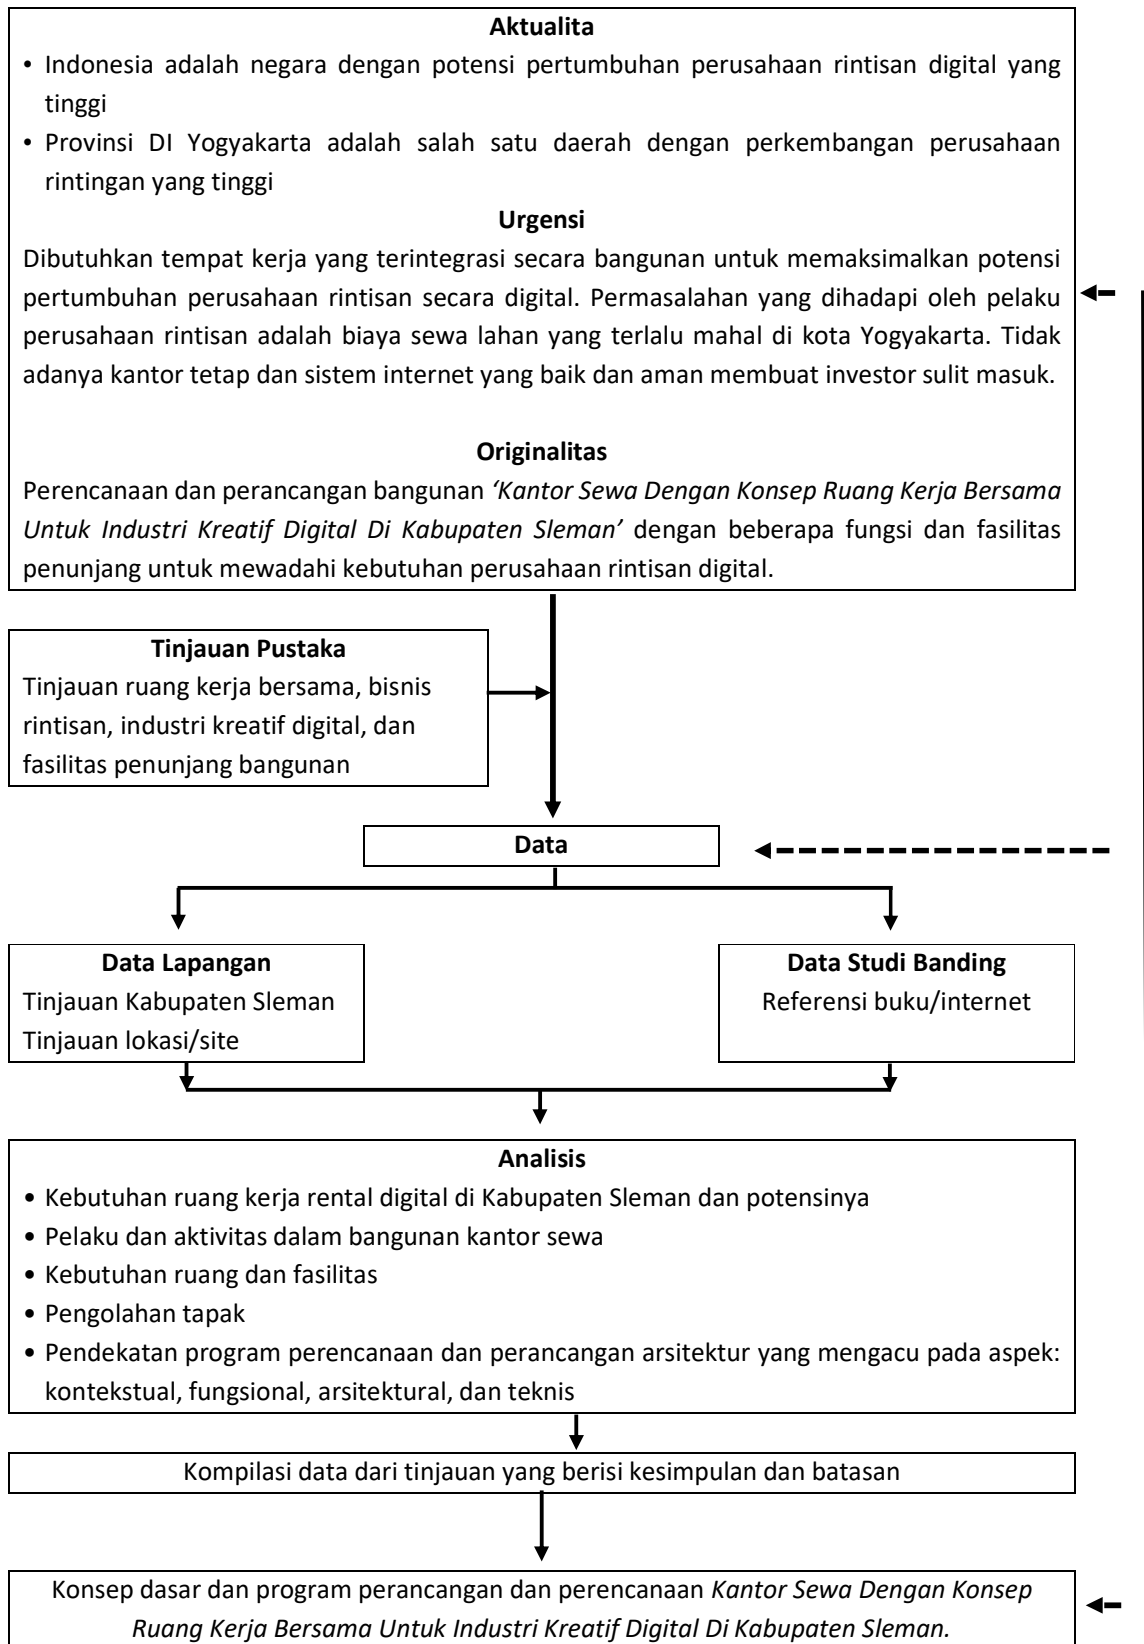 Aktualita
• Indonesia adalah negara dengan potensi pertumbuhan perusahaan rintisan digital yang
tinggi
• Provinsi DI Yogyakarta adalah salah satu daerah dengan perkembangan perusahaan
rintingan yang tinggi
Urgensi
Dibutuhkan tempat kerja yang terintegrasi secara bangunan untuk memaksimalkan potensi
pertumbuhan perusahaan rintisan secara digital. Permasalahan yang dihadapi oleh pelaku
perusahaan rintisan adalah biaya sewa lahan yang terlalu mahal di kota Yogyakarta. Tidak
adanya kantor tetap dan sistem internet yang baik dan aman membuat investor sulit masuk.
Originalitas
Perencanaan dan perancangan bangunan ‘Kantor Sewa Dengan Konsep Ruang Kerja Bersama
Untuk Industri Kreatif Digital Di Kabupaten Sleman’ dengan beberapa fungsi dan fasilitas
penunjang untuk mewadahi kebutuhan perusahaan rintisan digital.
Tinjauan Pustaka
Tinjauan ruang kerja bersama, bisnis
rintisan, industri kreatif digital, dan
fasilitas penunjang bangunan
Data
Data Lapangan
Tinjauan Kabupaten Sleman
Tinjauan lokasi/site
Data Studi Banding
Referensi buku/internet
Analisis
• Kebutuhan ruang kerja rental digital di Kabupaten Sleman dan potensinya
• Pelaku dan aktivitas dalam bangunan kantor sewa
• Kebutuhan ruang dan fasilitas
• Pengolahan tapak
• Pendekatan program perencanaan dan perancangan arsitektur yang mengacu pada aspek:
kontekstual, fungsional, arsitektural, dan teknis
Kompilasi data dari tinjauan yang berisi kesimpulan dan batasan
Konsep dasar dan program perancangan dan perencanaan Kantor Sewa Dengan Konsep
Ruang Kerja Bersama Untuk Industri Kreatif Digital Di Kabupaten Sleman.